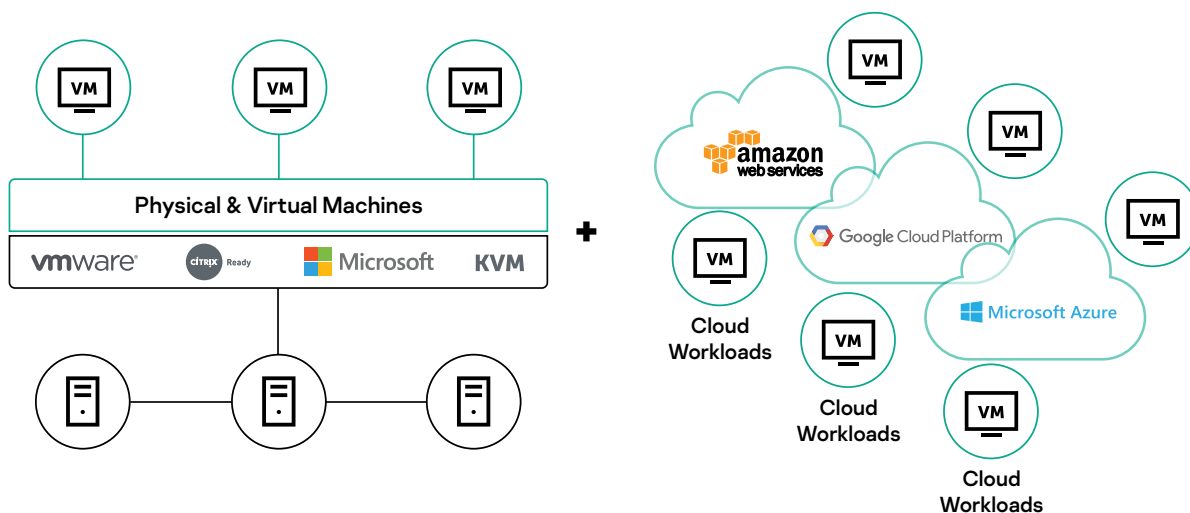 VM
VM
VM
Physical & Virtual Machines
vmware®
CITRIX Ready
Microsoft
KVM
+
VM
VM
VM
amazon
web services
Google Cloud Platform
Microsoft Azure
VM
Cloud
Workloads
VM
Cloud
Workloads
VM
Cloud
Workloads